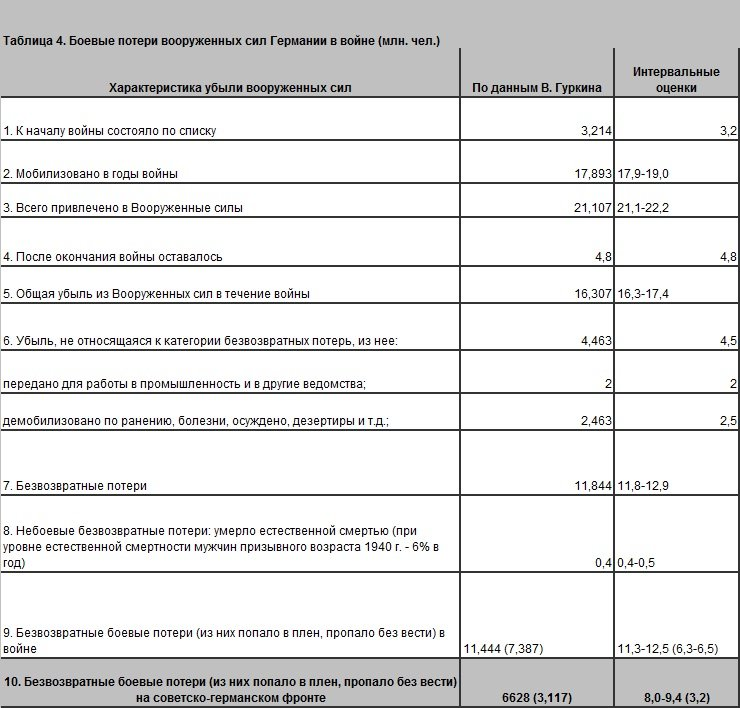 Таблица 4. Боевые потери вооруженных сил Германии в войне (млн. чел.)
Характеристика убыли вооруженных сил По данным В. Гуркина Интервальные оценки
1. К началу войны состояло по списку 3,214 3,2
2. Мобилизовано в годы войны 17,893 17,9-19,0
3. Всего привлечено в Вооруженные силы 21,107 21,1-22,2
4. После окончания войны оставалось 4,8 4,8
5. Общая убыль из Вооруженных сил в течение войны 16,307 16,3-17,4
6. Убыль, не относящаяся к категории безвозвратных потерь, из нее: 4,463 4,5
передано для работы в промышленность и в другие ведомства; 2 2
демобилизовано по ранению, болезни, осуждено, дезертиры и т.д.; 2,463 2,5
7. Безвозвратные потери 11,844 11,8-12,9
8. Небоевые безвозвратные потери: умерло естественной смертью (при
уровне естественной смертности мужчин призывного возраста 1940 г. - 6% в
год) 0,4 0,4-0,5
9. Безвозвратные боевые потери (из них попало в плен, пропало без вести) в
войне 11,444 (7,387) 11,3-12,5 (6,3-6,5)
10. Безвозвратные боевые потери (из них попало в плен, пропало без вести)
на советско-германском фронте 6628 (3,117) 8,0-9,4 (3,2)